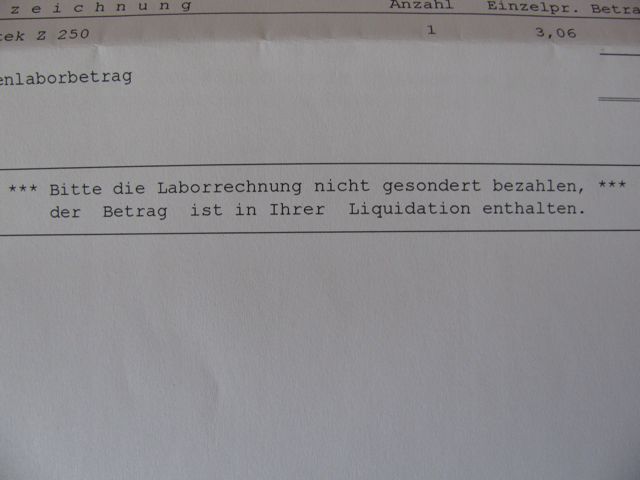 z e i c h n u n g Anzahl Einzelpr. Betra
tek Z 250 1 3,06
enlaborbetrag
*** Bitte die Laborrechnung nicht gesondert bezahlen, ***
der Betrag ist in Ihrer Liquidation enthalten.